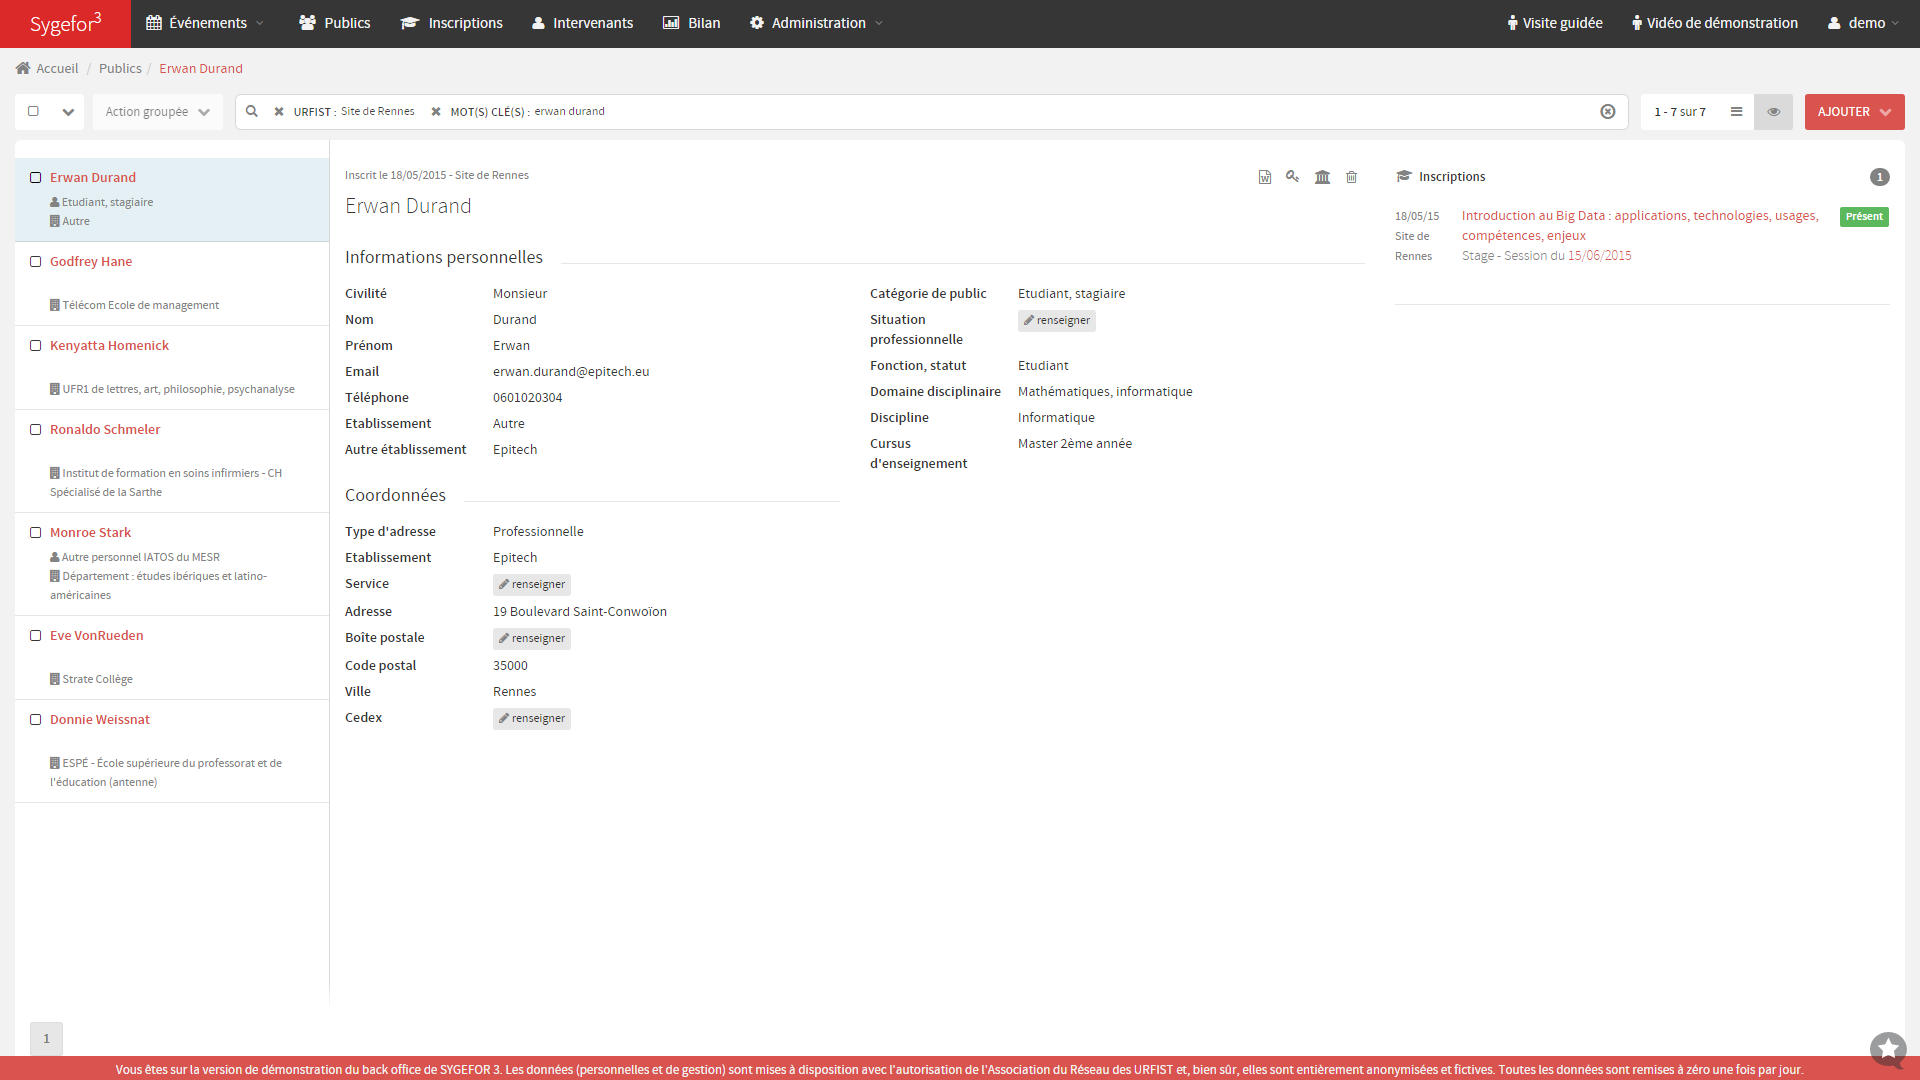 Sygefor3
Événements
Publics
Inscriptions
Intervenants
Bilan
Administration
Visite guidée
Vidéo de démonstration
demo
Accueil / Publics / Erwan Durand
Action groupée
URFIST : Site de Rennes
MOT(S) CLÉ(S) : erwan durand
1 - 7 sur 7
AJOUTER
Erwan Durand
Etudiant, stagiaire
Autre
Godfrey Hane
Télécom Ecole de management
Kenyatta Homenick
UFR1 de lettres, art, philosophie, psychanalyse
Ronaldo Schmeler
Institut de formation en soins infirmiers - CH
Spécialisé de la Sarthe
Monroe Stark
Autre personnel IATOS du MESR
Département : études ibériques et latino-
américaines
Eve VonRueden
Strate Collège
Donnie Weissnat
ESPÉ - École supérieure du professorat et de
l'éducation (antenne)
1
Inscrit le 18/05/2015 - Site de Rennes
Erwan Durand
Informations personnelles
Civilité Monsieur
Nom Durand
Prénom Erwan
Email erwan.durand@epitech.eu
Téléphone 0601020304
Etablissement Autre
Autre établissement Epitech
Catégorie de public Etudiant, stagiaire
Situation renseigner
professionnelle
Fonction, statut Etudiant
Domaine disciplinaire Mathématiques, informatique
Discipline Informatique
Cursus Master 2ème année
d'enseignement
Coordonnées
Type d'adresse Professionnelle
Etablissement Epitech
Service renseigner
Adresse 19 Boulevard Saint-Conwoïon
Boîte postale renseigner
Code postal 35000
Ville Rennes
Cedex renseigner
Inscriptions 1
18/05/15
Site de
Rennes
Introduction au Big Data : applications, technologies, usages,
compétences, enjeux
Stage - Session du 15/06/2015
Présent
Vous êtes sur la version de démonstration du back office de SYGEFOR 3. Les données (personnelles et de gestion) sont mises à disposition avec l'autorisation de l'Association du Réseau des URFIST et, bien sûr, elles sont entièrement anonymisées et fictives. Toutes les données sont remises à zéro une fois par jour.